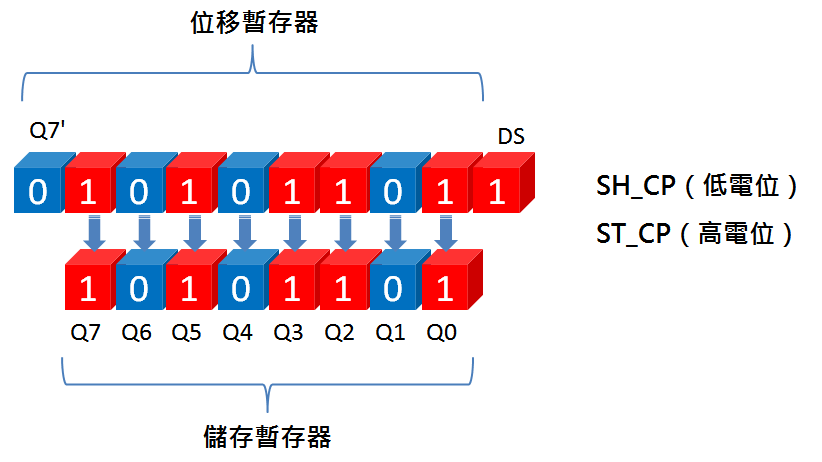 位移暫存器
Q7' DS
0 1 0 1 0 1 1 0 1 1
SH_CP（低電位）
ST_CP（高電位）
1 0 1 0 1 1 0 1
Q7 Q6 Q5 Q4 Q3 Q2 Q1 Q0
儲存暫存器